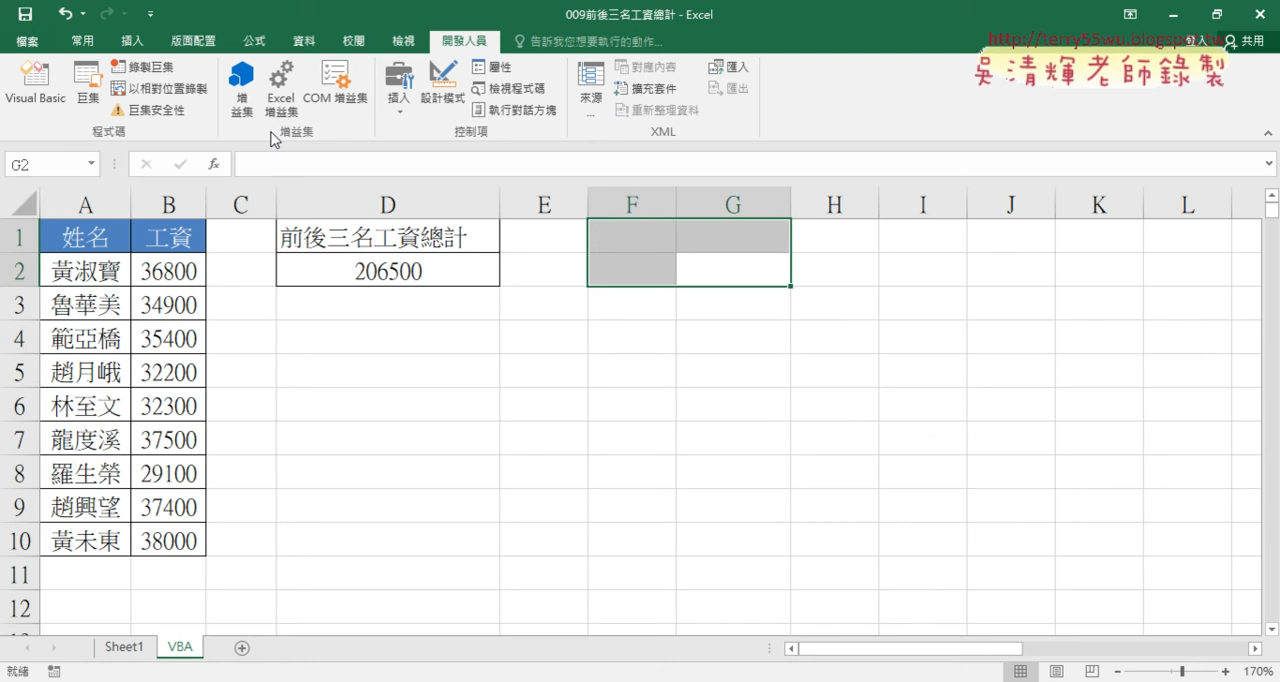 009前後三名工資總計 - Excel
檔案 常用 插入 版面配置 公式 資料 校閱 檢視 開發人員 告訴我您想要執行的動作... 登入 共用
http://terry55wu.blogspot.tw
吳清輝老師錄製
Visual Basic 巨集 錄製巨集 以相對位置錄製 巨集安全性 程式碼
增益集 Excel 增益集 COM 增益集 增益集
插入 設計模式 屬性 檢視程式碼 執行對話方塊 控制項
來源... 對應內容 擴充套件 重新整理資料 匯入 匯出 XML
G2 fx
A B C D E F G H I J K L
1 姓名 工資 前後三名工資總計
2 黃淑寶 36800 206500
3 魯華美 34900
4 範亞橋 35400
5 趙月峨 32200
6 林至文 32300
7 龍度溪 37500
8 羅生榮 29100
9 趙興望 37400
10 黃未東 38000
11
12
Sheet1 VBA
就緒 170%